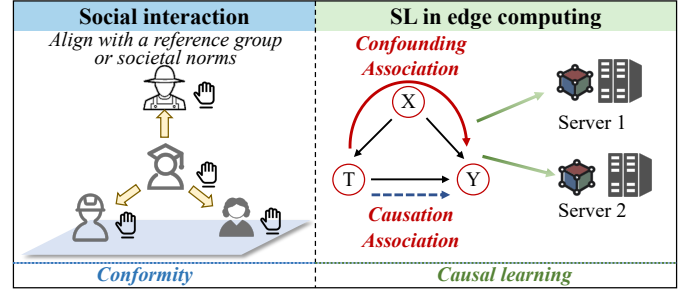 Social interaction
Align with a reference group
or societal norms
Conformity
SL in edge computing
Confounding
Association
X
T
Y
Causation
Association
Server 1
Server 2
Causal learning